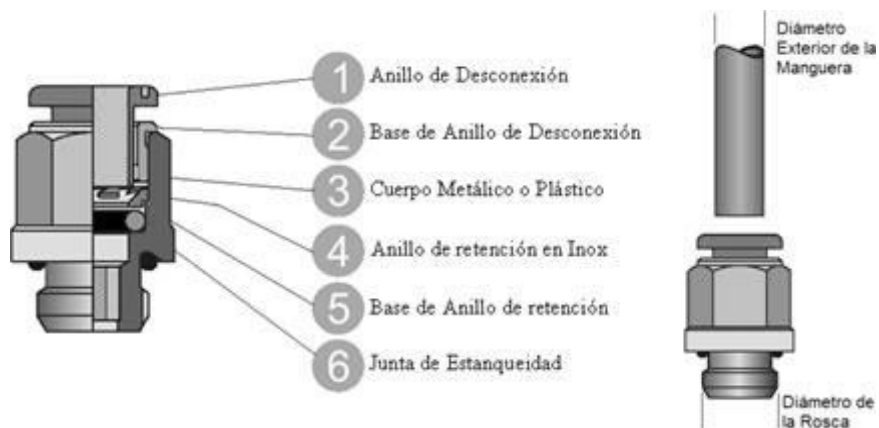 1 Anillo de Desconexión
2 Base de Anillo de Desconexión
3 Cuerpo Metálico o Plástico
4 Anillo de retención en Inox
5 Base de Anillo de retención
6 Junta de Estanqueidad
Diámetro
Exterior de la
Manguera
Diámetro de
la Rosca